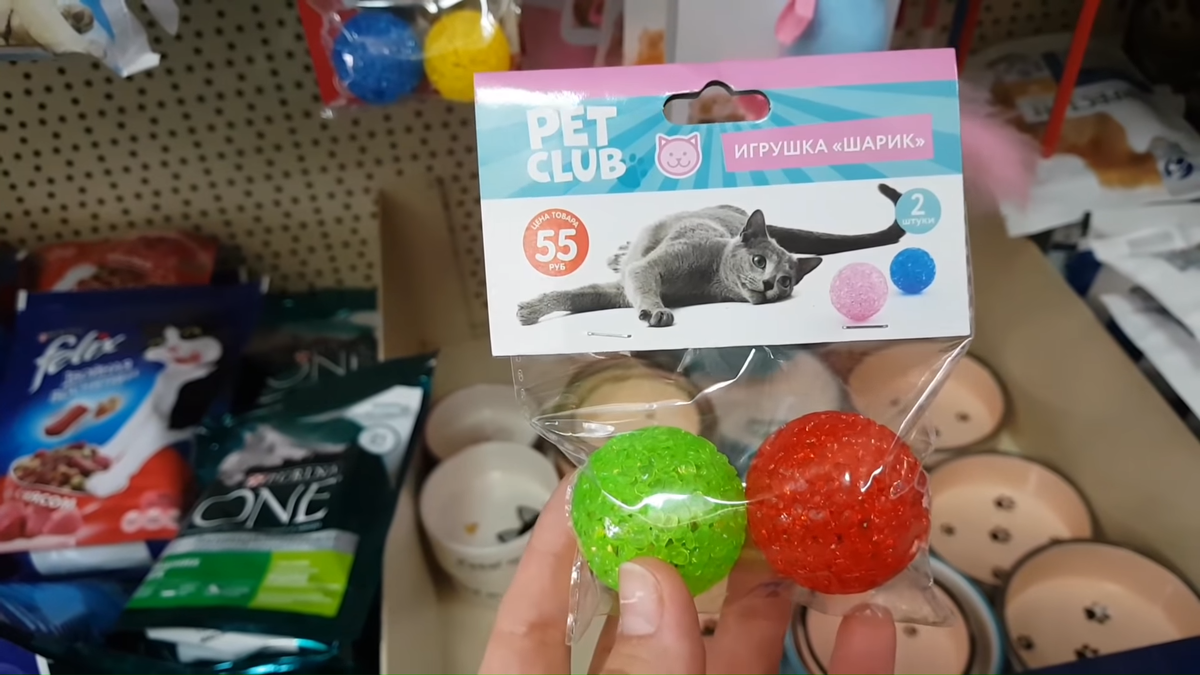 PET
CLUB
ИГРУШКА «ШАРИК»
ЦЕНА ТОВАРА
55
РУБ
2
штуки
felix
PURINA
ONE
ONE